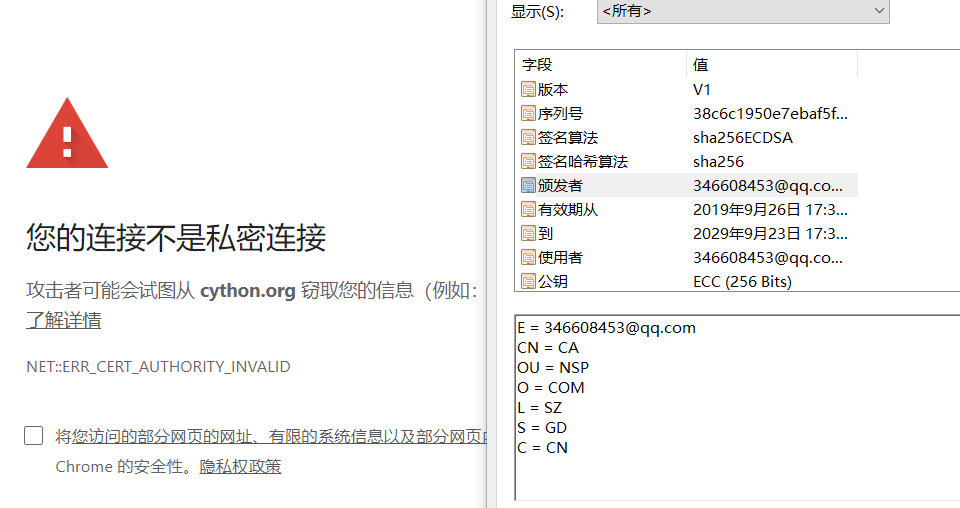 显示(S):
<所有>
字段 值
版本 V1
序列号 38c6c1950e7ebaf5f...
签名算法 sha256ECDSA
签名哈希算法 sha256
颁发者 346608453@qq.co...
有效期从 2019年9月26日 17:3...
到 2029年9月23日 17:3...
使用者 346608453@qq.co...
公钥 ECC (256 Bits)
E = 346608453@qq.com
CN = CA
OU = NSP
O = COM
L = SZ
S = GD
C = CN
您的连接不是私密连接
攻击者可能会试图从 cython.org 窃取您的信息（例如：
了解详情
NET::ERR_CERT_AUTHORITY_INVALID
将您访问的部分网页的网址、有限的系统信息以及部分网页
Chrome 的安全性。隐私权政策